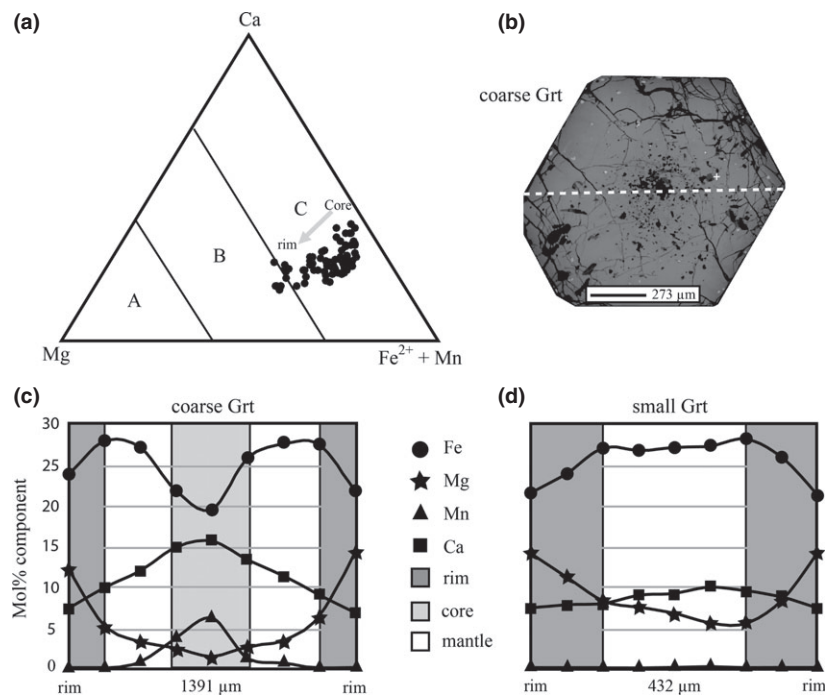 (a)
Ca
C
Core
rim
B
A
Mg
Fe2+ + Mn
(b)
coarse Grt
273 µm
(c)
coarse Grt
Mol% component
30
25
20
15
10
5
0
rim
1391 µm
rim
Fe
Mg
Mn
Ca
rim
core
mantle
(d)
small Grt
rim
432 µm
rim